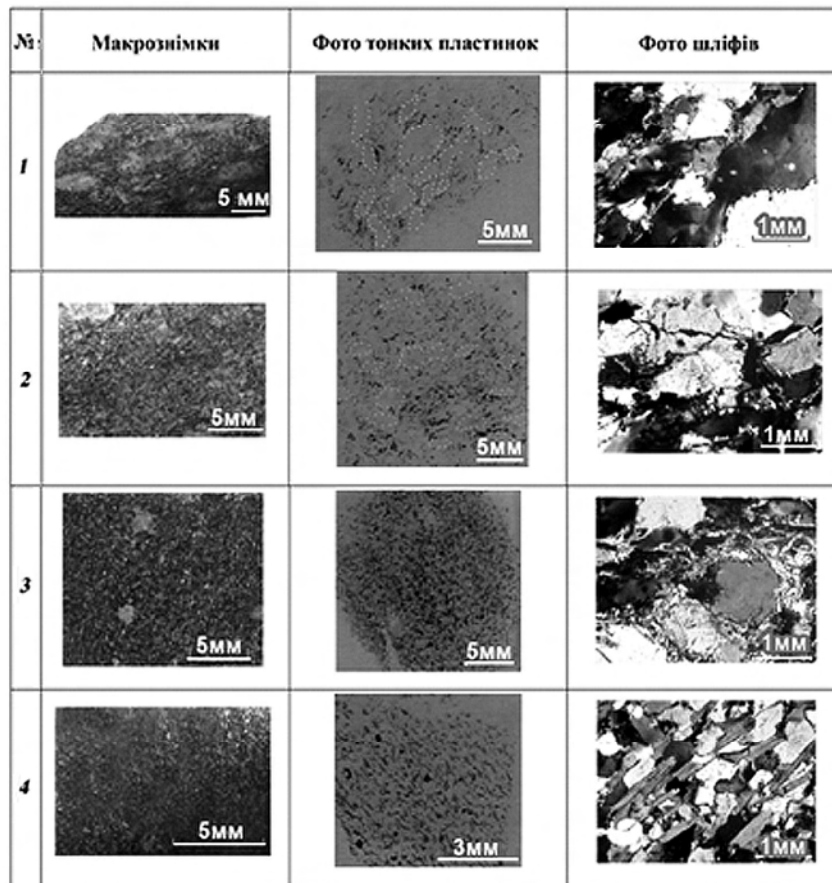 №: Макрознімки Фото тонких пластинок Фото шліфів
1 5 мм 5мм 1мм
2 5мм 5мм 1мм
3 5мм 5мм 1мм
4 5мм 3мм 1мм